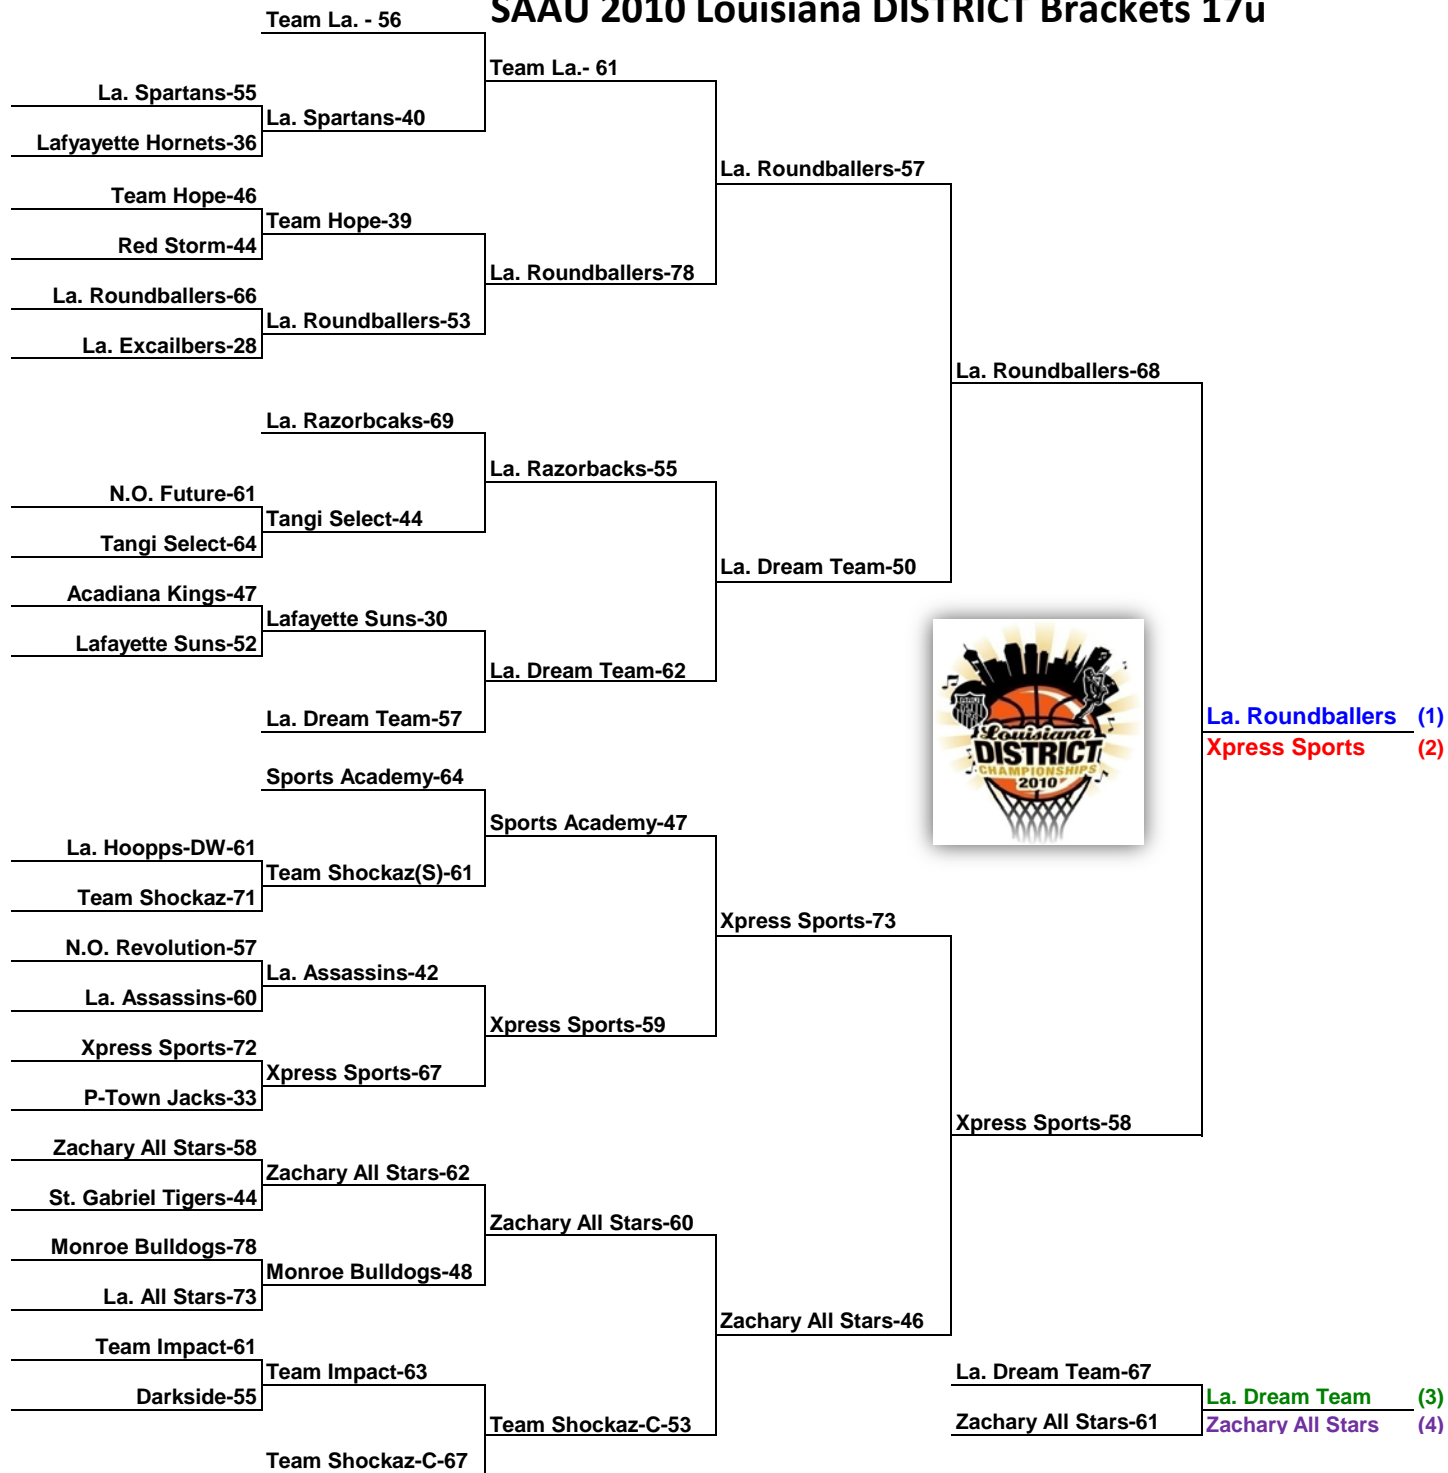 SAAU 2010 Louisiana DISTRICT Brackets 17u
Team La. - 56
Team La.- 61
La. Spartans-55
La. Spartans-40
Lafyayette Hornets-36
La. Roundballers-57
Team Hope-46
Team Hope-39
Red Storm-44
La. Roundballers-78
La. Roundballers-66
La. Roundballers-53
La. Excailbers-28
La. Roundballers-68
La. Razorbcaks-69
La. Razorbacks-55
N.O. Future-61
Tangi Select-44
Tangi Select-64
La. Dream Team-50
Acadiana Kings-47
Lafayette Suns-30
Lafayette Suns-52
La. Dream Team-62
La. Dream Team-57
La. Roundballers (1)
Xpress Sports (2)
Louisiana
DISTRICT
CHAMPIONSHIPS
2010
Sports Academy-64
Sports Academy-47
La. Hoopps-DW-61
Team Shockaz(S)-61
Team Shockaz-71
Xpress Sports-73
N.O. Revolution-57
La. Assassins-42
La. Assassins-60
Xpress Sports-59
Xpress Sports-72
Xpress Sports-67
P-Town Jacks-33
Xpress Sports-58
Zachary All Stars-58
Zachary All Stars-62
St. Gabriel Tigers-44
Zachary All Stars-60
Monroe Bulldogs-78
Monroe Bulldogs-48
La. All Stars-73
Zachary All Stars-46
Team Impact-61
Team Impact-63
La. Dream Team-67
Darkside-55
La. Dream Team (3)
Team Shockaz-C-53
Zachary All Stars-61
Zachary All Stars (4)
Team Shockaz-C-67